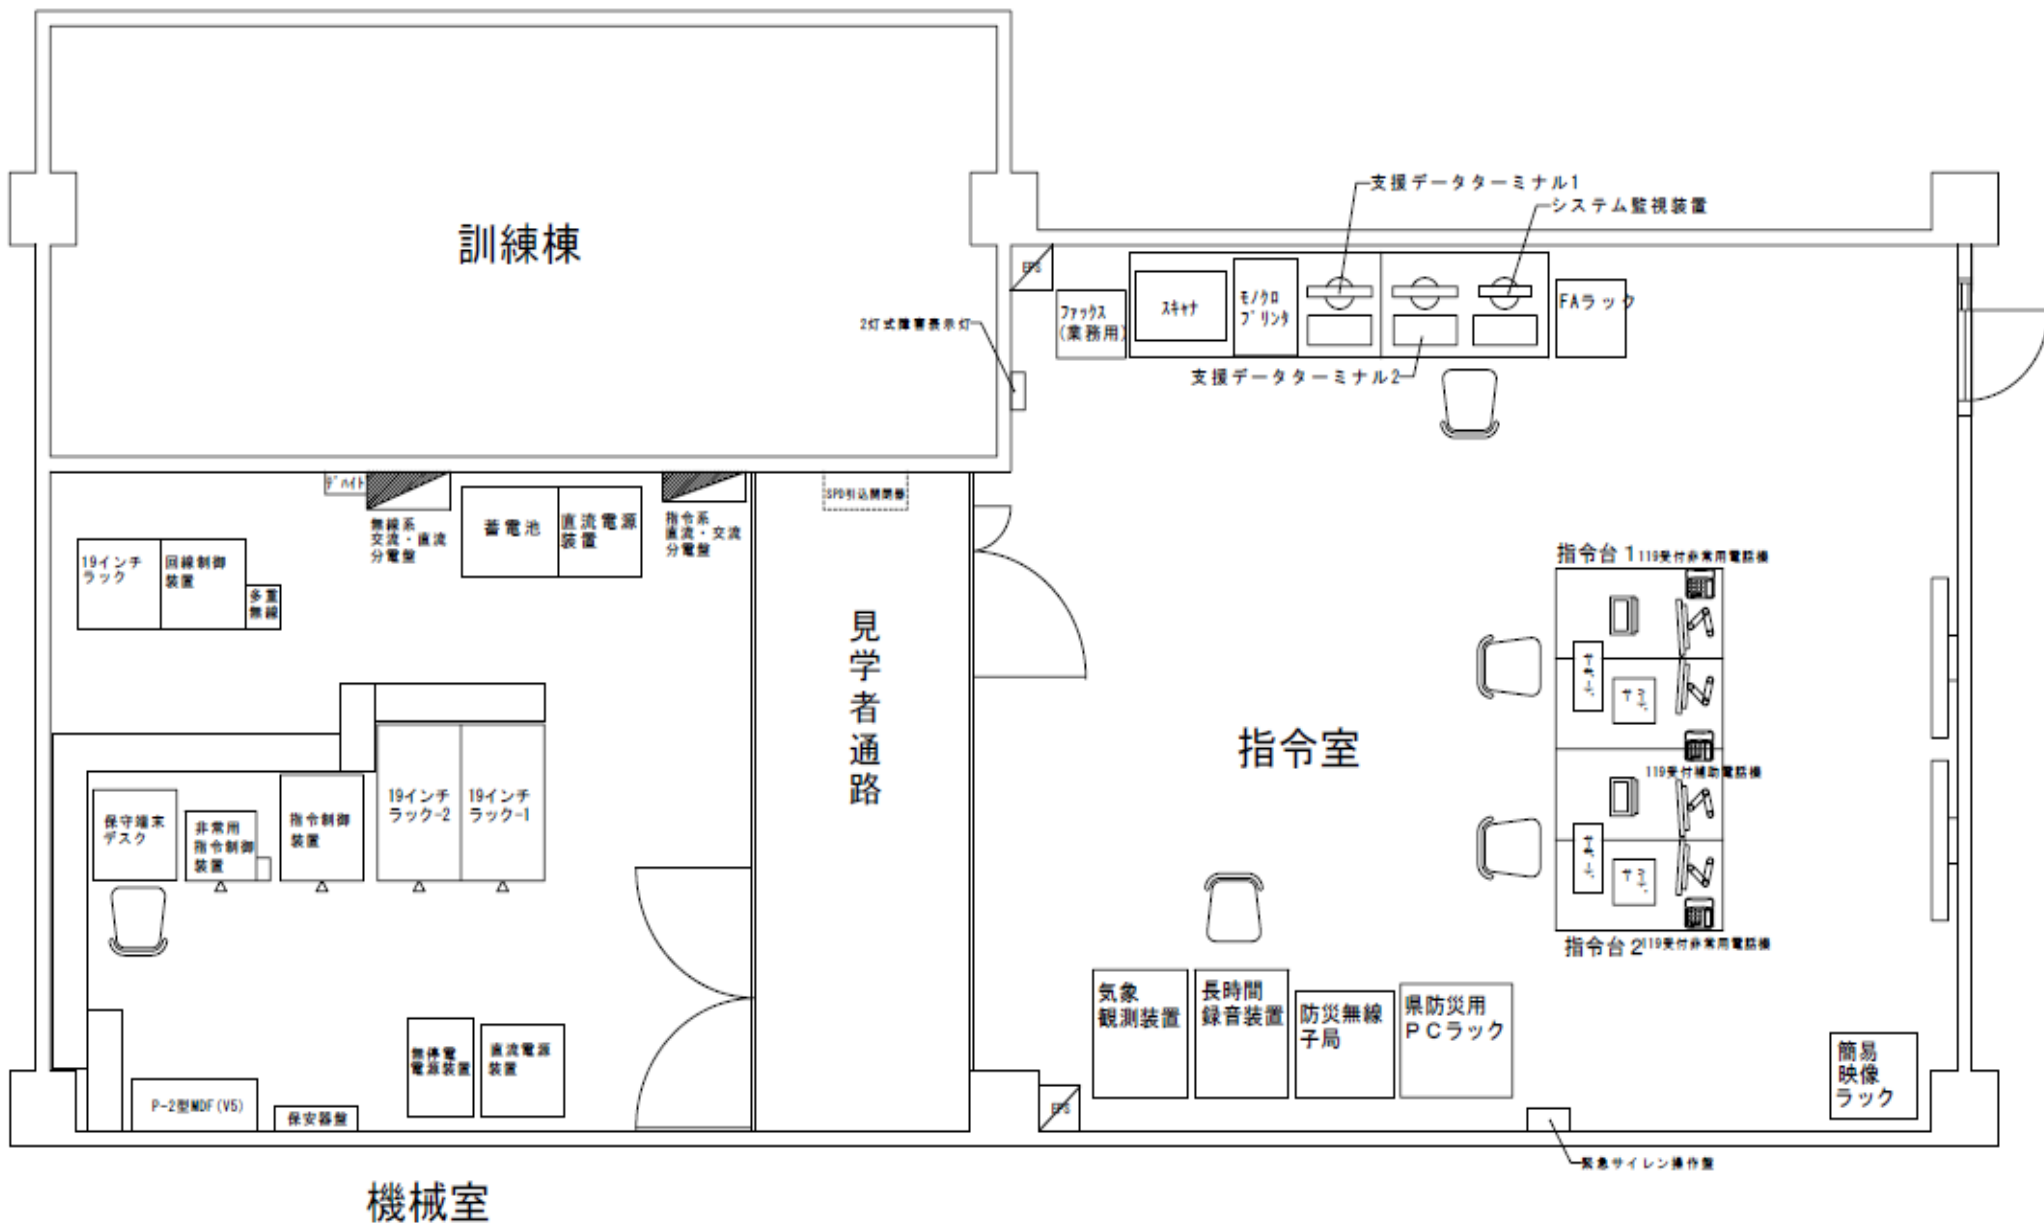 訓練棟
支援データターミナル1
システム監視装置
EPS
ファックス
(業務用)
スキャナ
モノクロ
プリンタ
FAラック
2灯式障害表示灯
支援データターミナル2
無線系
交流・直流
分電盤
蓄電池
直流電源
装置
指令系
直流・交流
分電盤
SPD引込開閉器
19インチ
ラック
回線制御
装置
多重
無線
見学者通路
指令台1
119受付非常用電話機
指令室
119受付補助電話機
指令台2
119受付非常用電話機
保守端末
デスク
非常用
指令制御
装置
指令制御
装置
19インチ
ラック-2
19インチ
ラック-1
気象
観測装置
長時間
録音装置
防災無線
子局
県防災用
PCラック
簡易
映像
ラック
無停電
電源装置
直流電源
装置
P-2型MDF(V5)
保安器盤
EPS
緊急サイレン操作盤
機械室